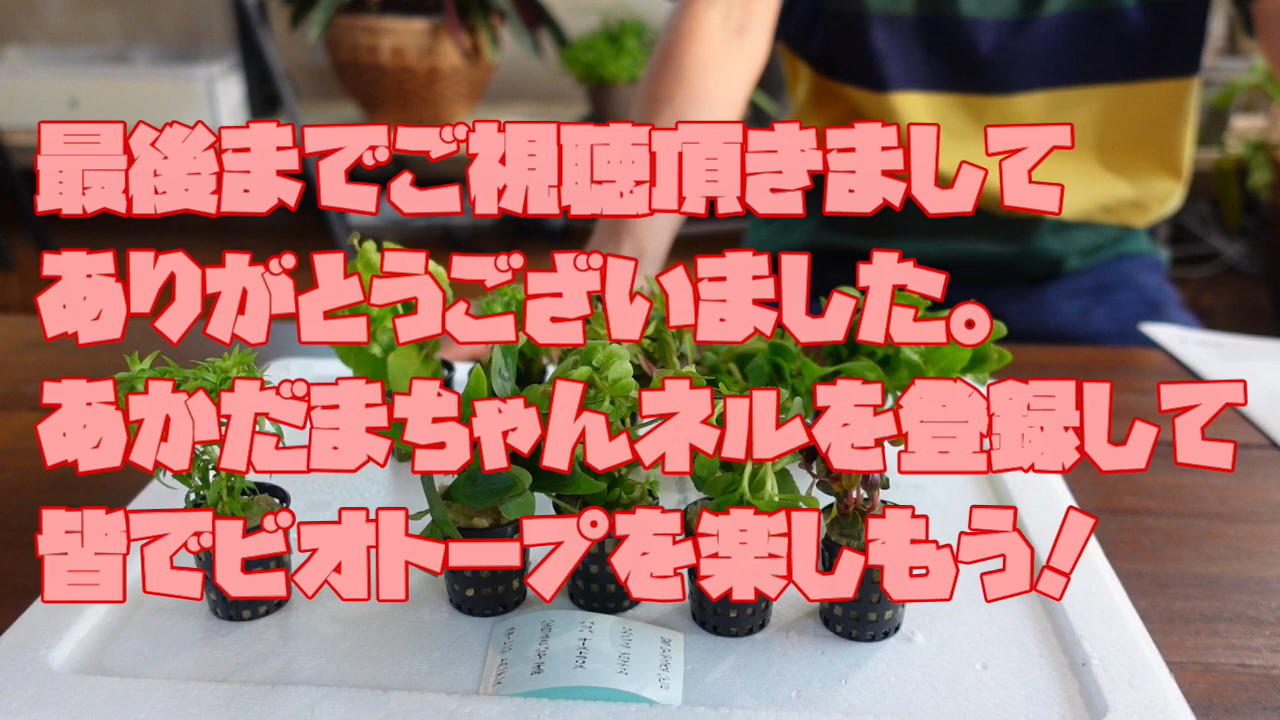 最後までご視聴頂きまして
ありがとうございました。
あかだまちゃんネルを登録して
皆でビオトープを楽しもう!